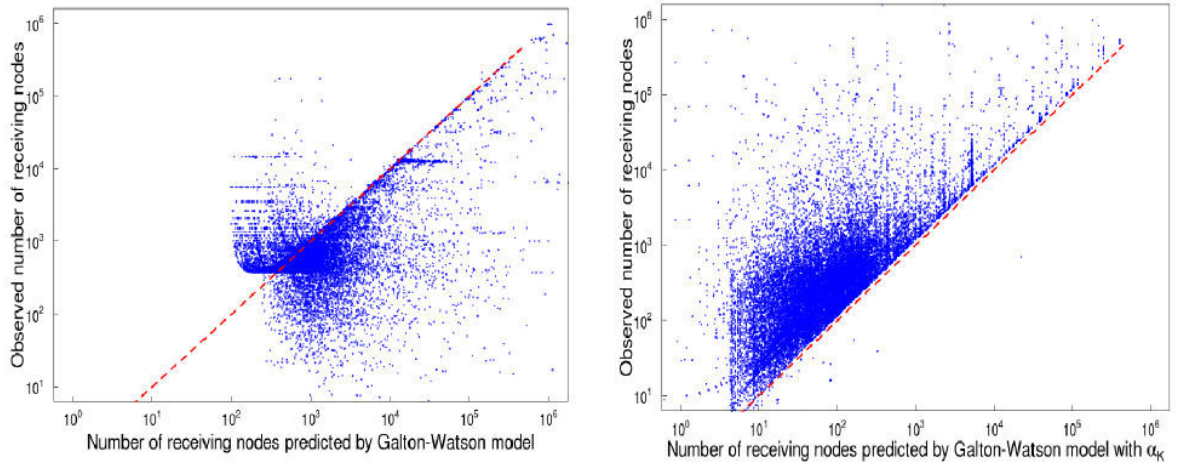 Observed number of receiving nodes
10⁶
10⁵
10⁴
10³
10²
10¹
10⁰ 10¹ 10² 10³ 10⁴ 10⁵ 10⁶
Number of receiving nodes predicted by Galton-Watson model
Observed number of receiving nodes
10⁶
10⁵
10⁴
10³
10²
10¹
10⁰ 10¹ 10² 10³ 10⁴ 10⁵ 10⁶
Number of receiving nodes predicted by Galton-Watson model with α_K